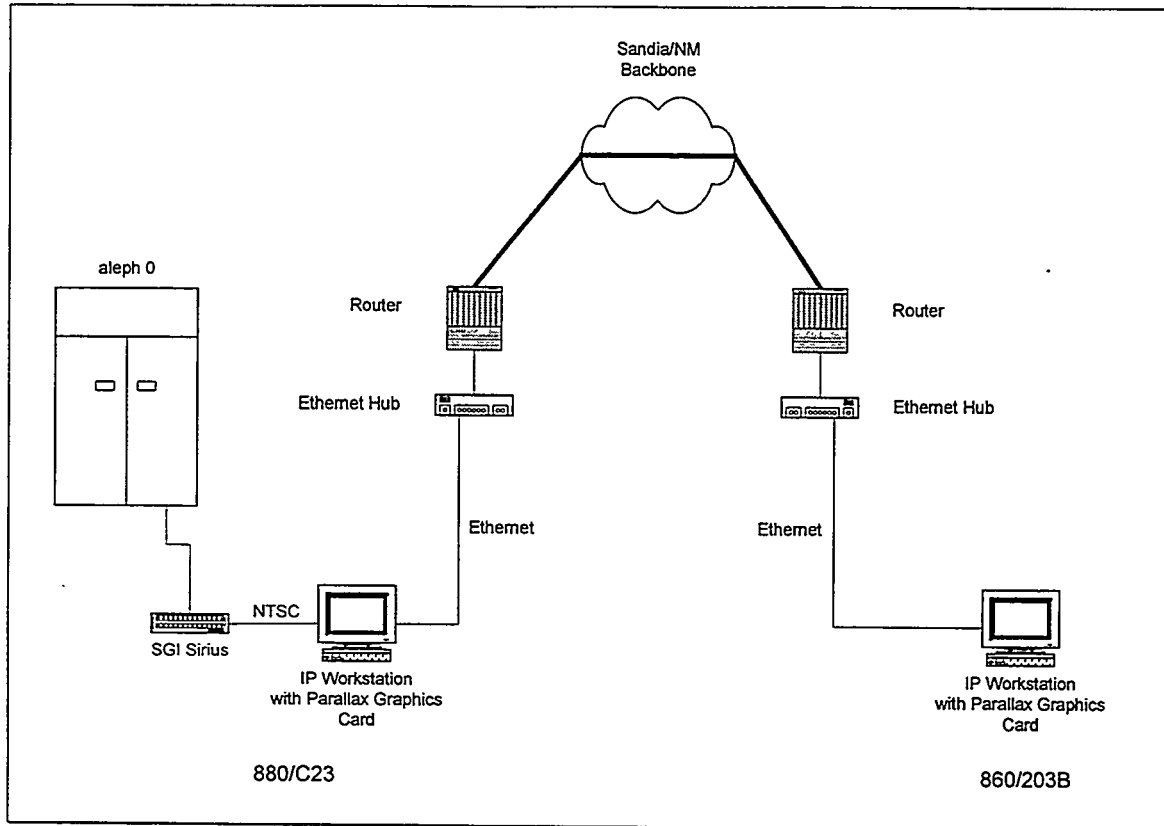 Sandia/NM
Backbone
aleph 0
Router
Router
Ethernet Hub
Ethernet Hub
Ethernet
Ethernet
NTSC
SGI Sirius
IP Workstation
with Parallax Graphics
Card
IP Workstation
with Parallax Graphics
Card
880/C23
860/203B